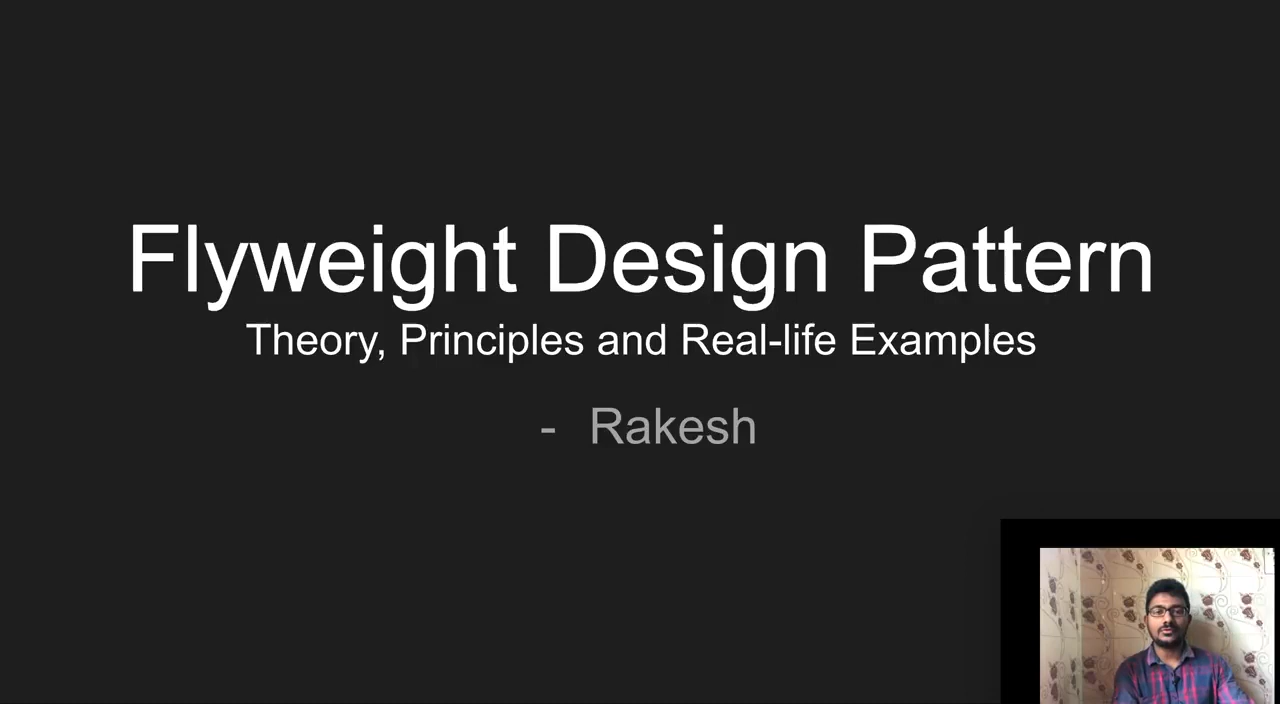 Flyweight Design Pattern
Theory, Principles and Real-life Examples
- Rakesh